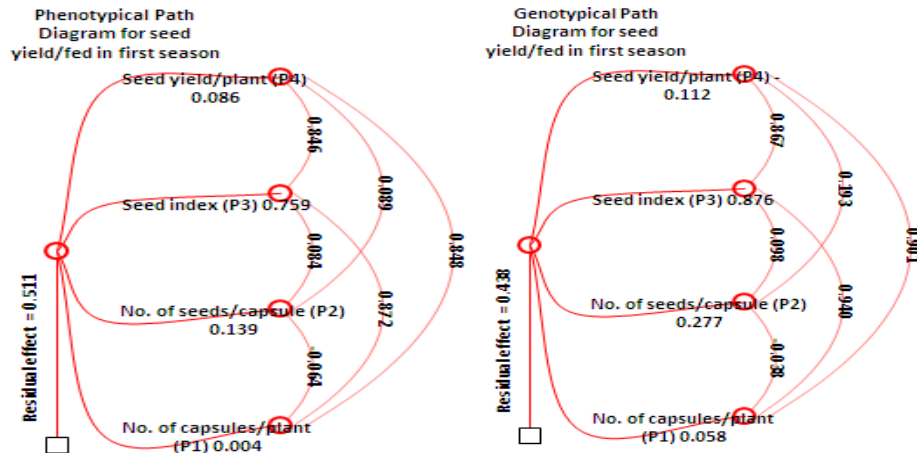 Phenotypical Path
Diagram for seed
yield/fed in first season
Seed yield/plant (P4)
0.086
0.846
0.089
0.848
Seed index (P3) 0.759
0.084
0.872
Residual effect = 0.511
No. of seeds/capsule (P2)
0.139
-0.064
No. of capsules/plant
(P1) 0.004
Genotypical Path
Diagram for seed
yield/fed in first season
Seed yield/plant (P4) -
0.112
0.867
0.193
0.901
Seed index (P3) 0.876
0.098
0.940
Residual effect = 0.438
No. of seeds/capsule (P2)
0.277
-0.038
No. of capsules/plant
(P1) 0.058